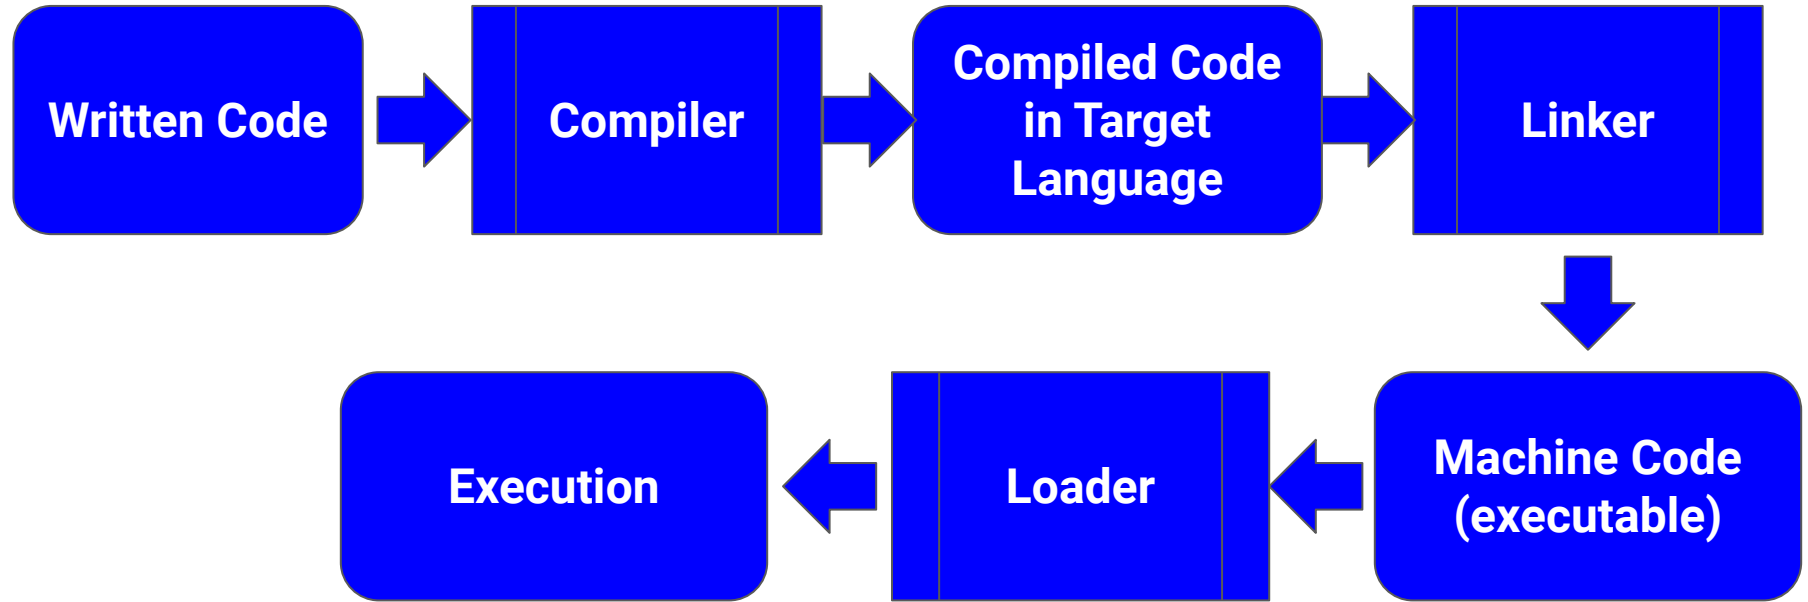 Written Code
Compiler
Compiled Code
in Target
Language
Linker
Machine Code
(executable)
Loader
Execution